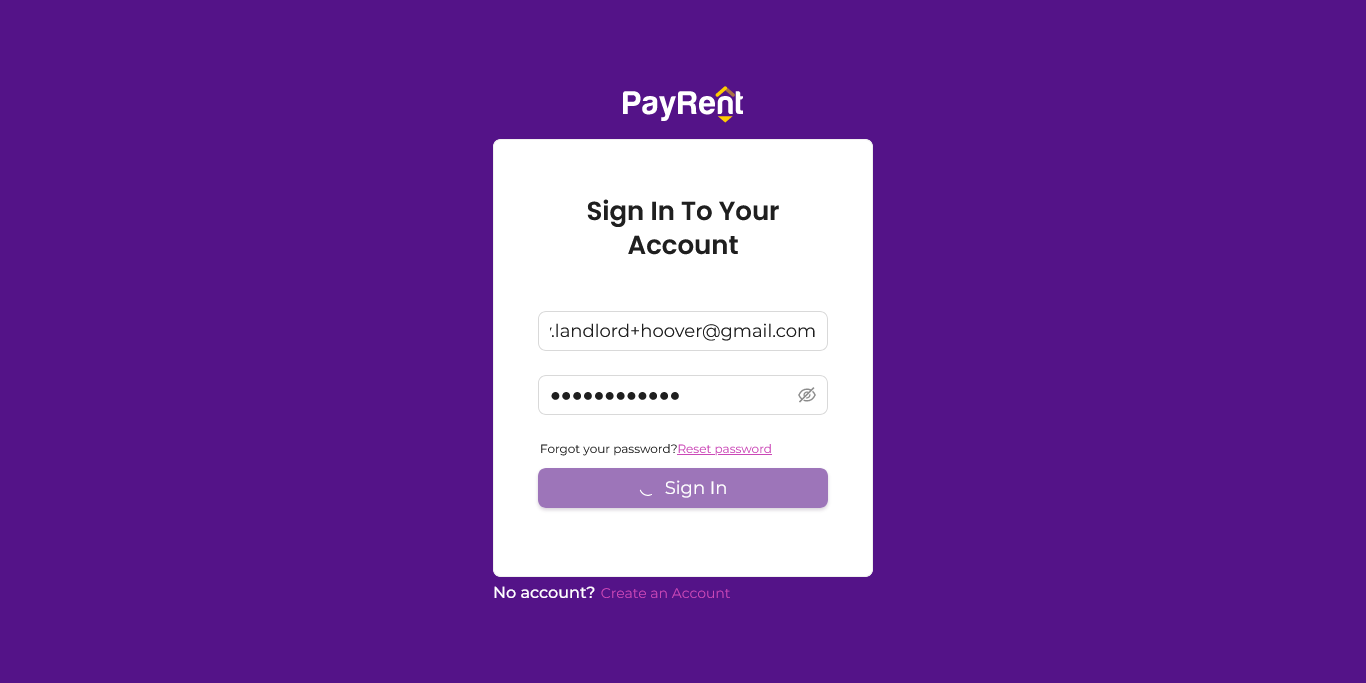 PayRent
Sign In To Your
Account
.landlord+hoover@gmail.com
Forgot your password?Reset password
Sign In
No account? Create an Account